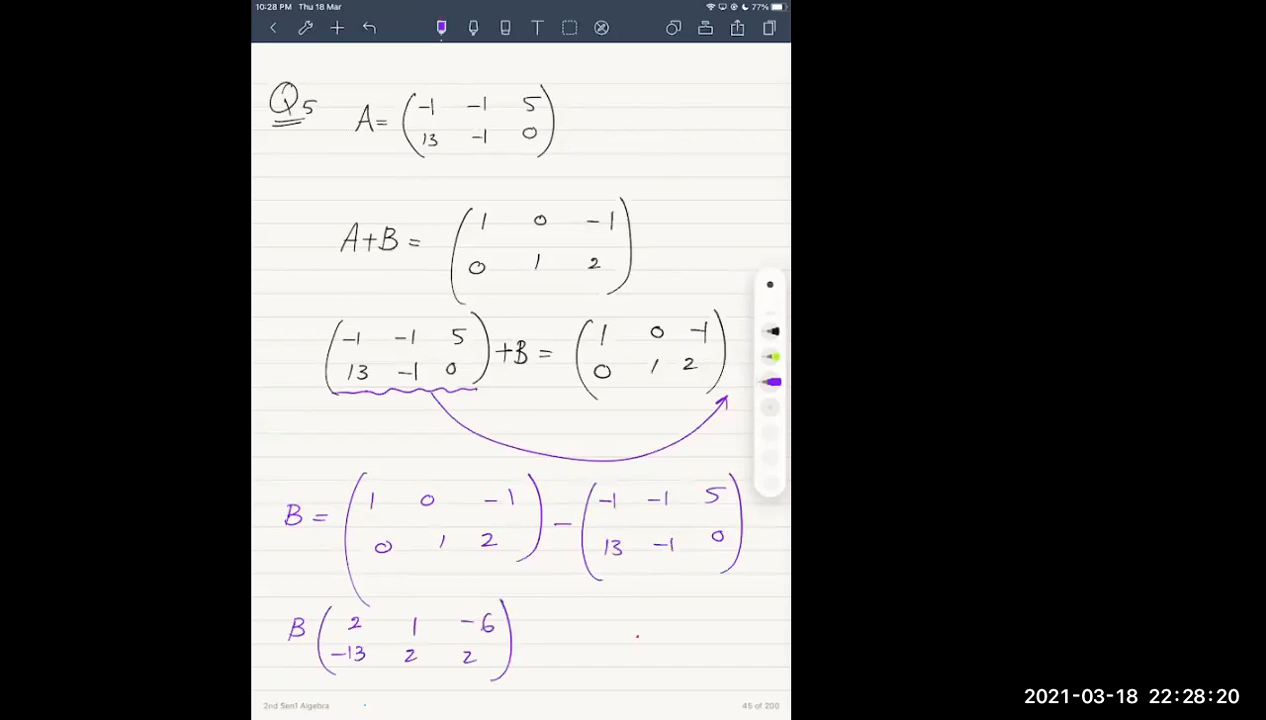 10:28 PM Thu 18 Mar 77%
T
Q5 A= (-1 -1 5
13 -1 0)
A+B = (1 0 -1
0 1 2)
(-1 -1 5
13 -1 0) +B = (1 0 -1
0 1 2)
B = (1 0 -1
0 1 2) - (-1 -1 5
13 -1 0)
B (2 1 -6
-13 2 2)
2nd Sen1 Algebra 45 of 200
2021-03-18 22:28:20